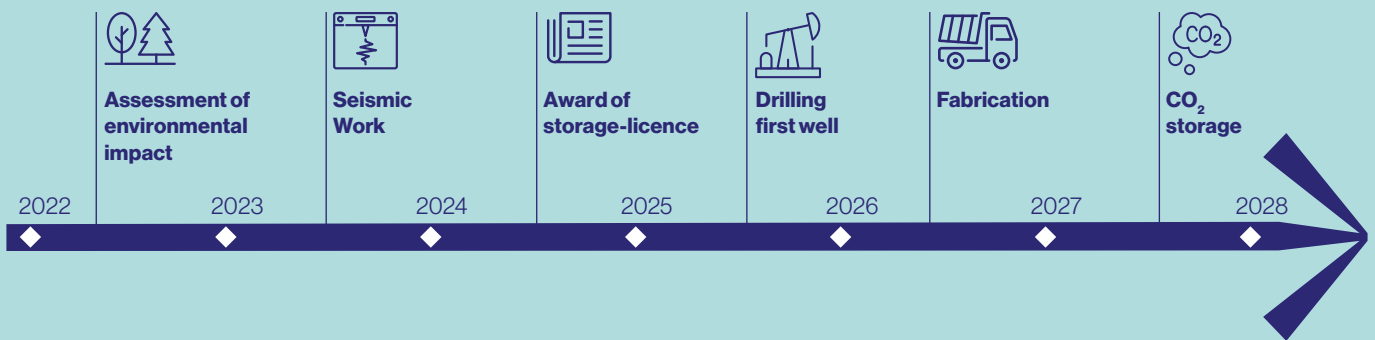 CO₂
Assessment of
environmental
impact
Seismic
Work
Award of
storage-licence
Drilling
first well
Fabrication
CO₂
storage
2022
2023
2024
2025
2026
2027
2028